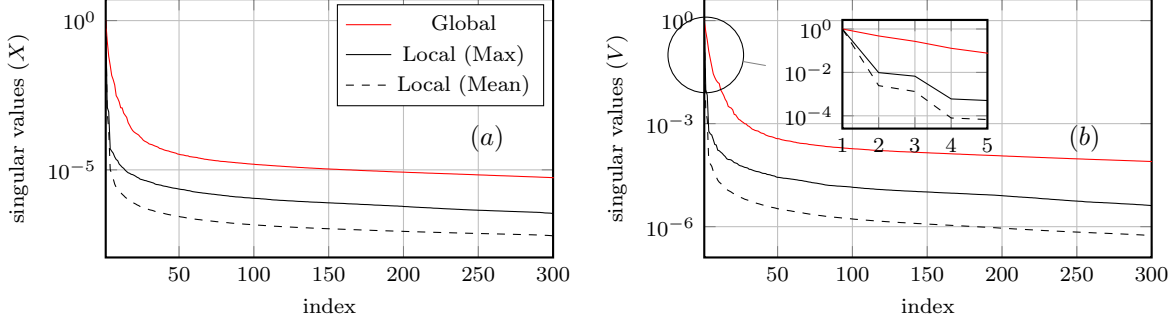 singular values (X)
10^0
10^{-5}
50
100
150
200
250
300
index
Global
Local (Max)
Local (Mean)
(a)
singular values (V)
10^0
10^{-3}
10^{-6}
50
100
150
200
250
300
index
10^0
10^{-2}
10^{-4}
1
2
3
4
5
(b)